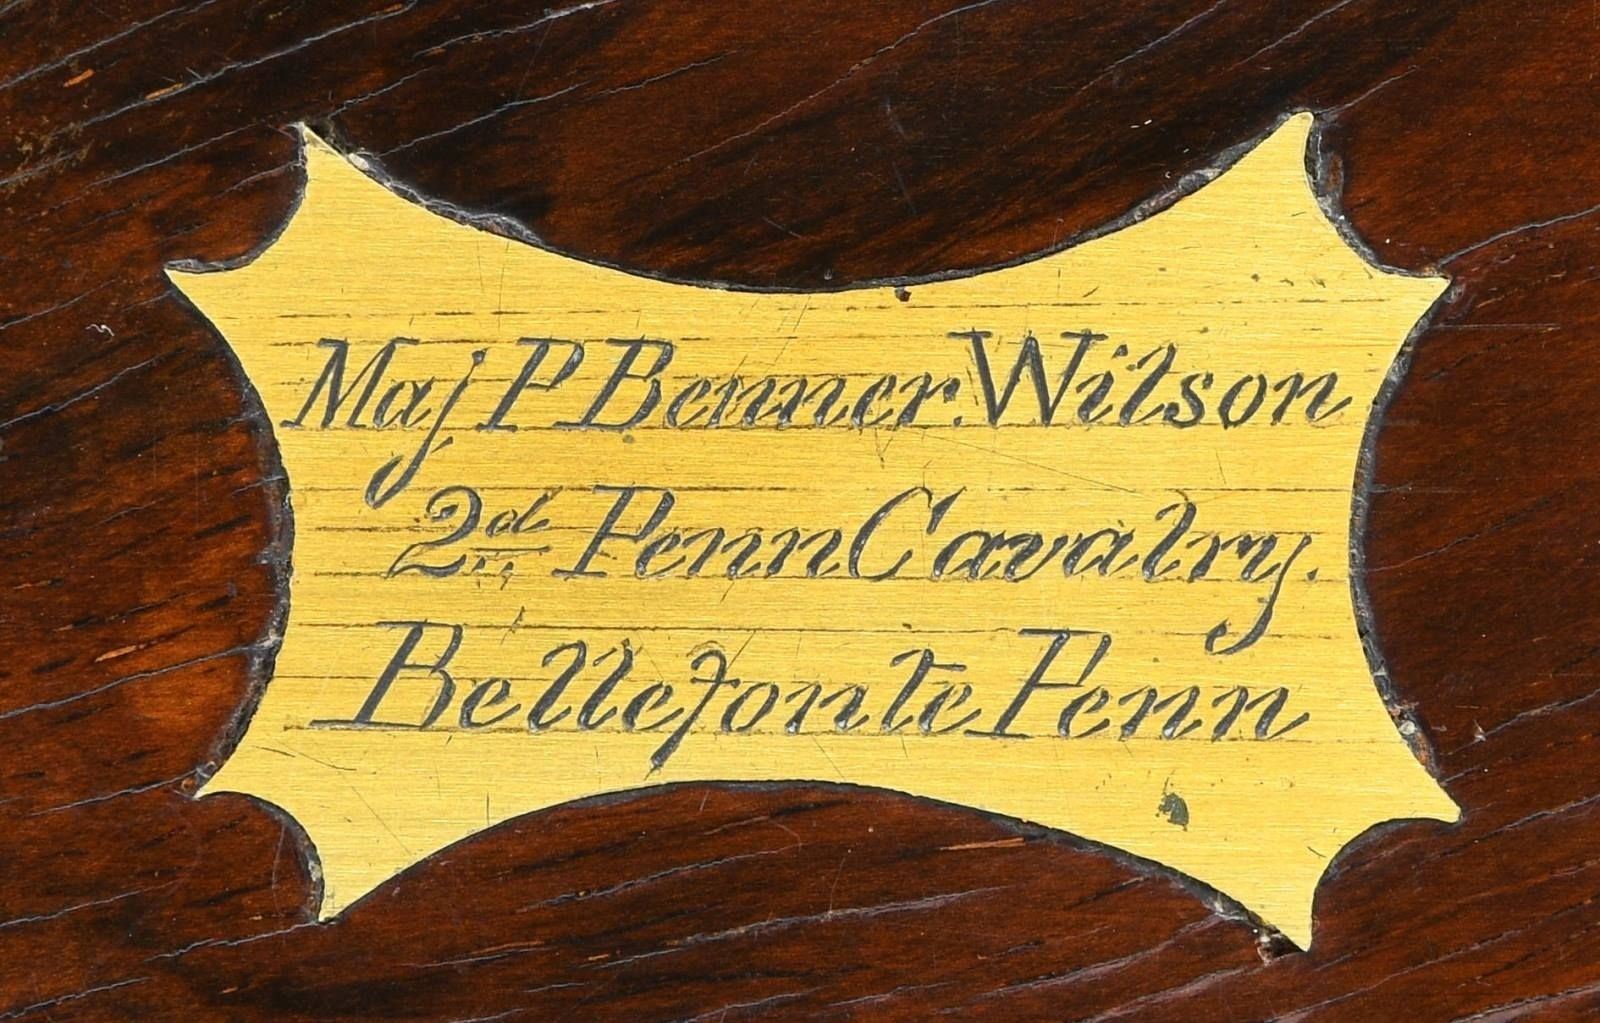 Maj P Benner. Wilson
2d Penn Cavalry.
Bellefonte Penn